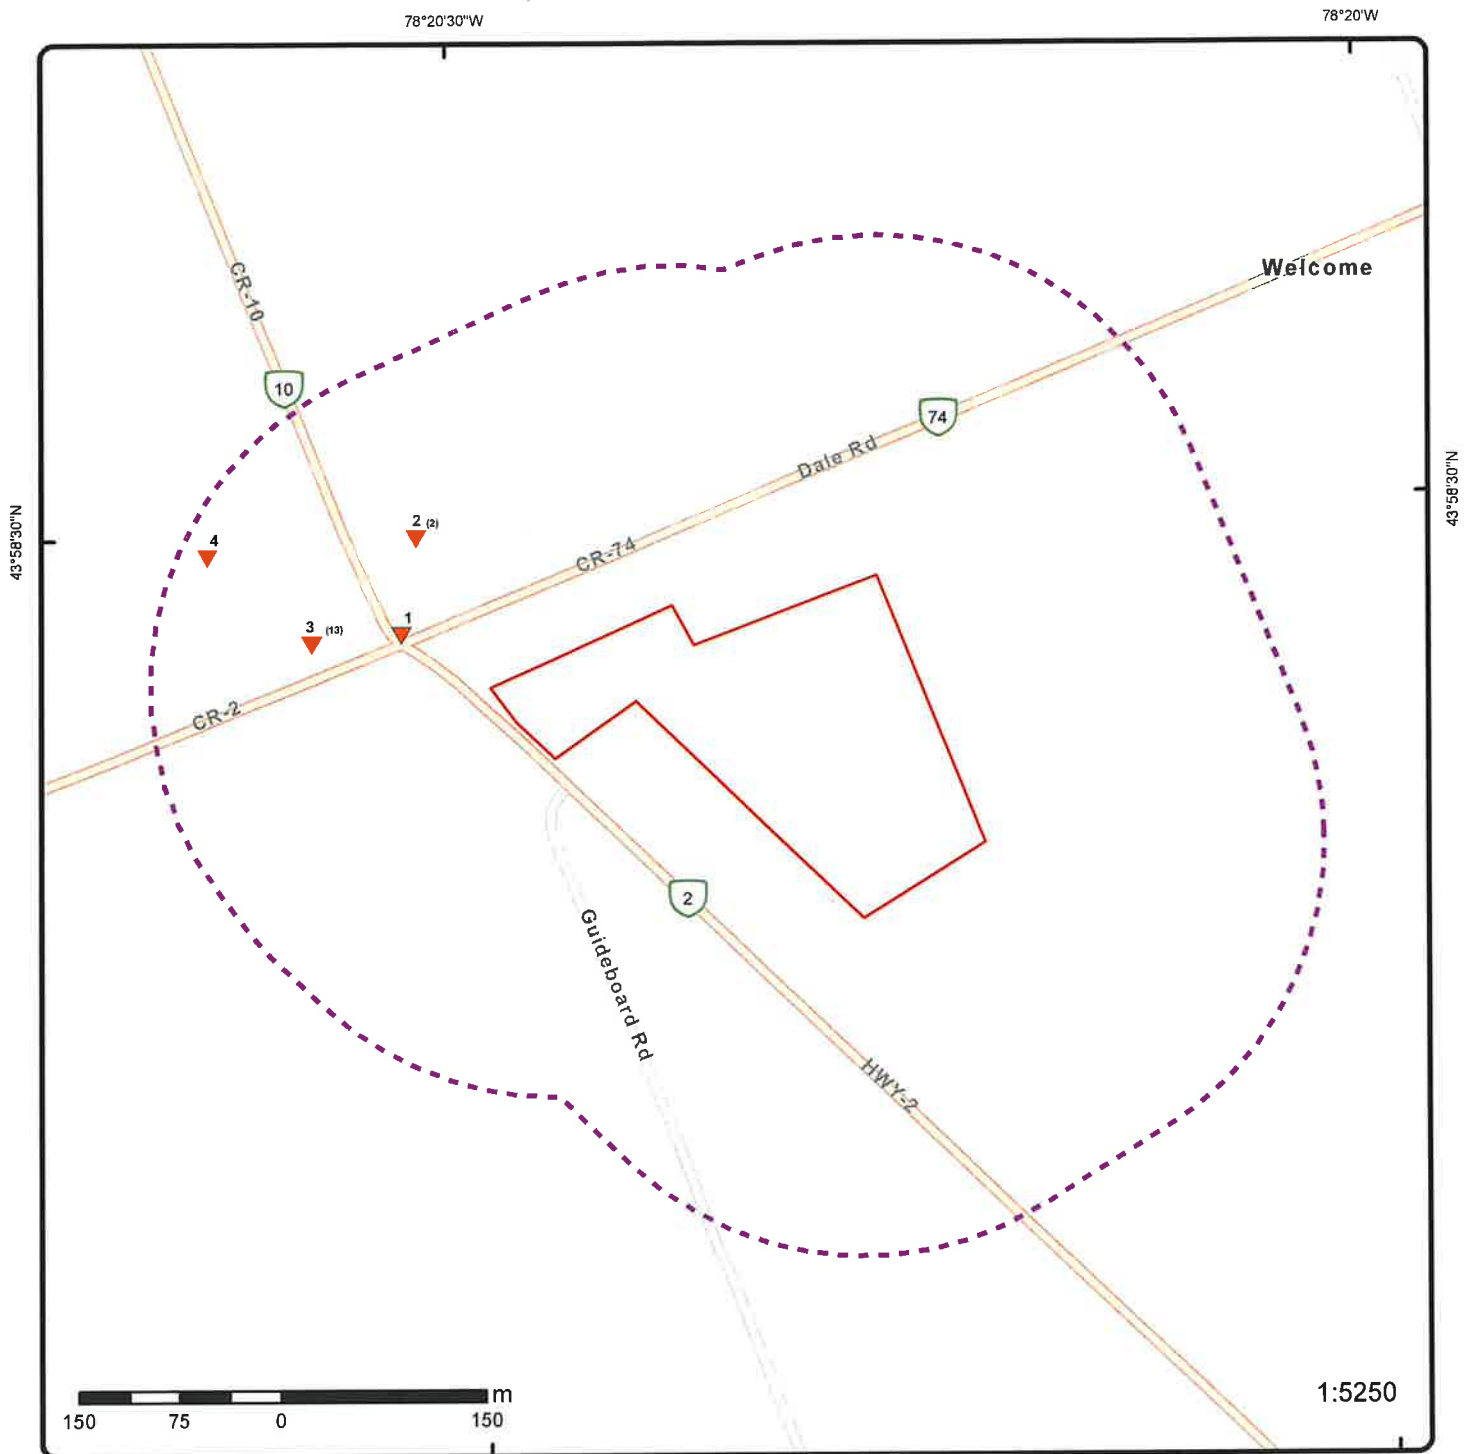 78°20'30"W
78°20'W
Welcome
CR-10
10
74
Dale Rd
43°58'30"N
43°58'30"N
2 (2)
4
CR-74
1
3 (13)
CR-2
2
Guideboard Rd
HWY-2
m
1:5250
150 75 0 150